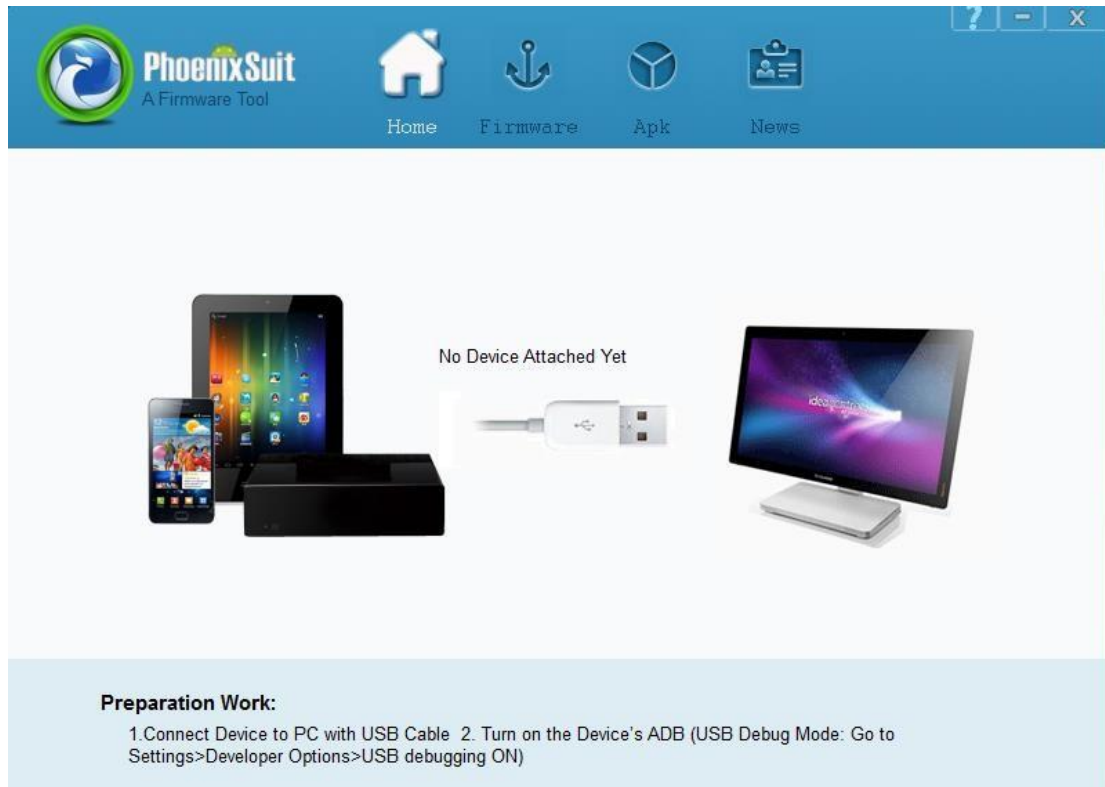 PhoenixSuit
A Firmware Tool
? – X
Home Firmware Apk News
No Device Attached Yet
Preparation Work:
1.Connect Device to PC with USB Cable 2. Turn on the Device's ADB (USB Debug Mode: Go to
Settings>Developer Options>USB debugging ON)